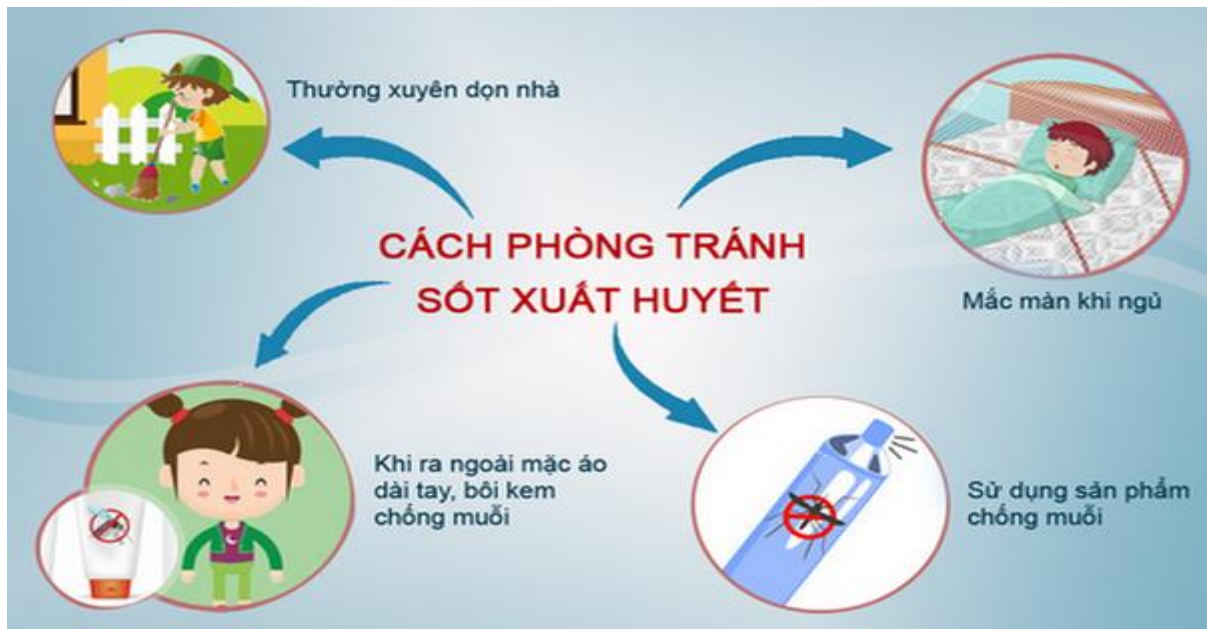 Thường xuyên dọn nhà
CÁCH PHÒNG TRÁNH
SỐT XUẤT HUYẾT
Mắc màn khi ngủ
Khi ra ngoài mặc áo
dài tay, bôi kem
chống muỗi
Sử dụng sản phẩm
chống muỗi